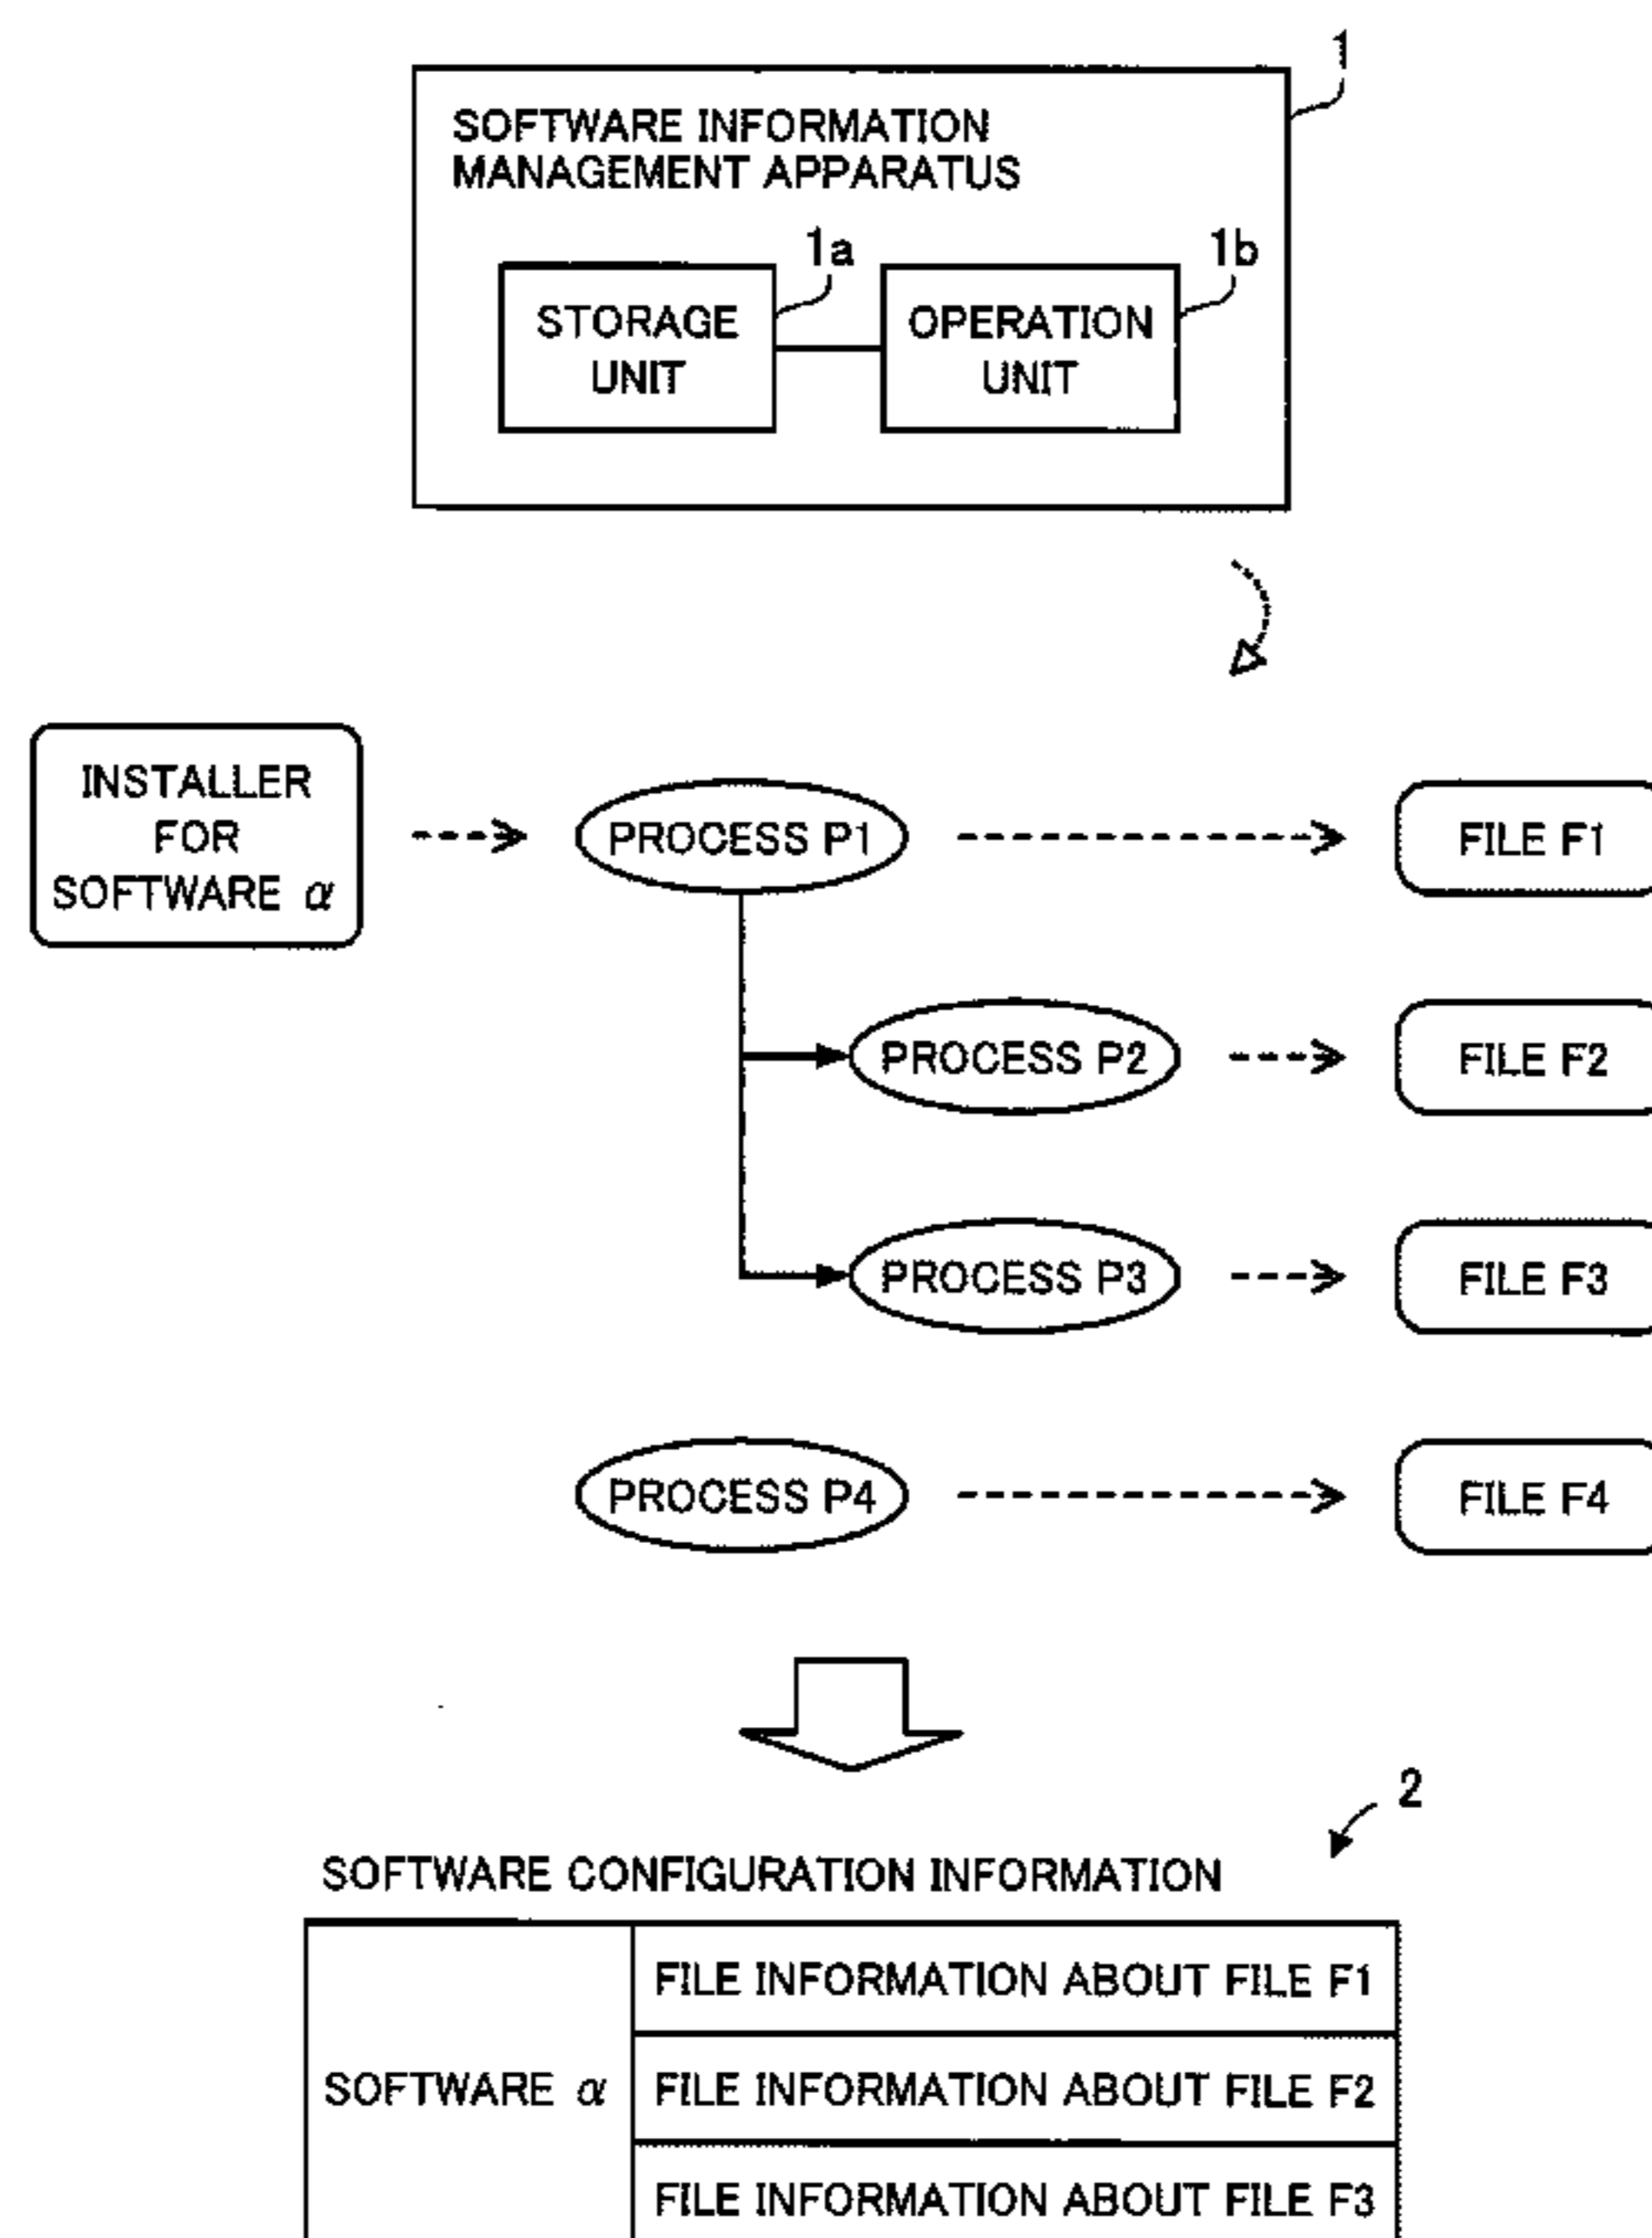 1
SOFTWARE INFORMATION
MANAGEMENT APPARATUS
1a
1b
STORAGE
UNIT
OPERATION
UNIT
INSTALLER
FOR
SOFTWARE α
PROCESS P1
FILE F1
PROCESS P2
FILE F2
PROCESS P3
FILE F3
PROCESS P4
FILE F4
2
SOFTWARE CONFIGURATION INFORMATION
SOFTWARE α
FILE INFORMATION ABOUT FILE F1
FILE INFORMATION ABOUT FILE F2
FILE INFORMATION ABOUT FILE F3